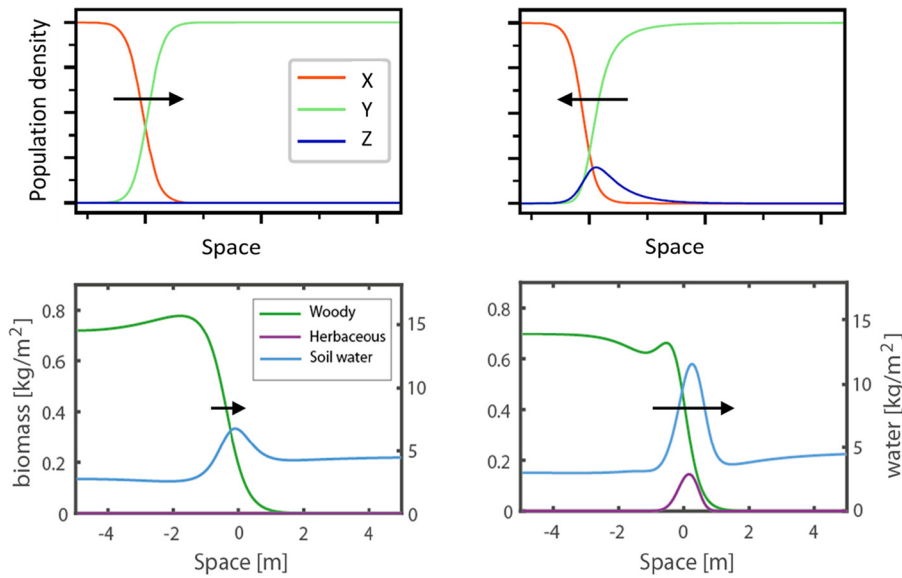 Population density
X
Y
Z
Space
Space
biomass [kg/m²]
0.8
0.6
0.4
0.2
0
Woody
Herbaceous
Soil water
15
10
5
0
-4
-2
0
2
4
Space [m]
0.8
0.6
0.4
0.2
0
15
10
5
0
water [kg/m²]
-4
-2
0
2
4
Space [m]